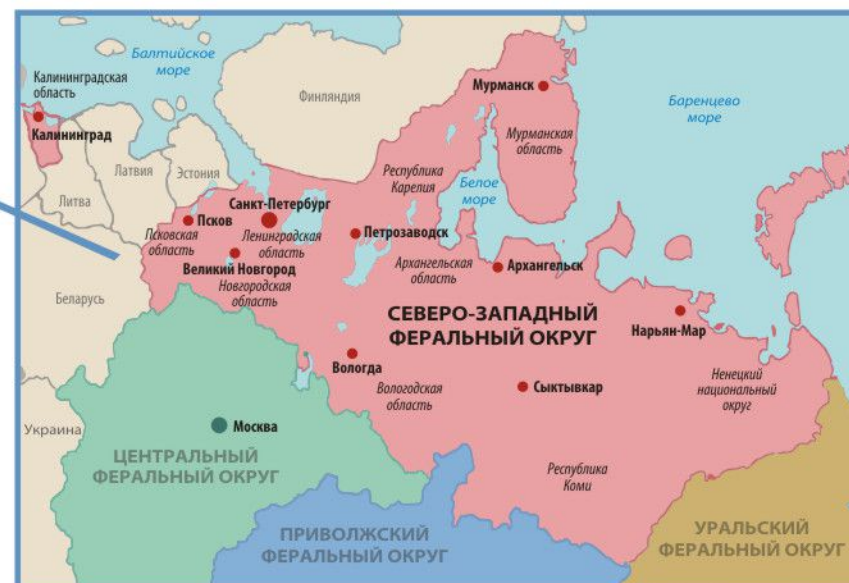 Балтийское
море
Калининградская
область
Калининград
Финляндия
Мурманск
Мурманская
область
Баренцево
море
Латвия
Эстония
Литва
Республика
Карелия
Белое
море
Санкт-Петербург
Псков
Псковская
область
Ленинградская
область
Великий Новгород
Новгородская
область
Петрозаводск
Архангельская
область
Архангельск
Беларусь
СЕВЕРО-ЗАПАДНЫЙ
ФЕРАЛЬНЫЙ ОКРУГ
Нарьян-Мар
Вологда
Вологодская
область
Сыктывкар
Ненецкий
национальный
округ
Украина
Москва
ЦЕНТРАЛЬНЫЙ
ФЕРАЛЬНЫЙ ОКРУГ
Республика
Коми
ПРИВОЛЖСКИЙ
ФЕРАЛЬНЫЙ ОКРУГ
УРАЛЬСКИЙ
ФЕРАЛЬНЫЙ ОКРУГ